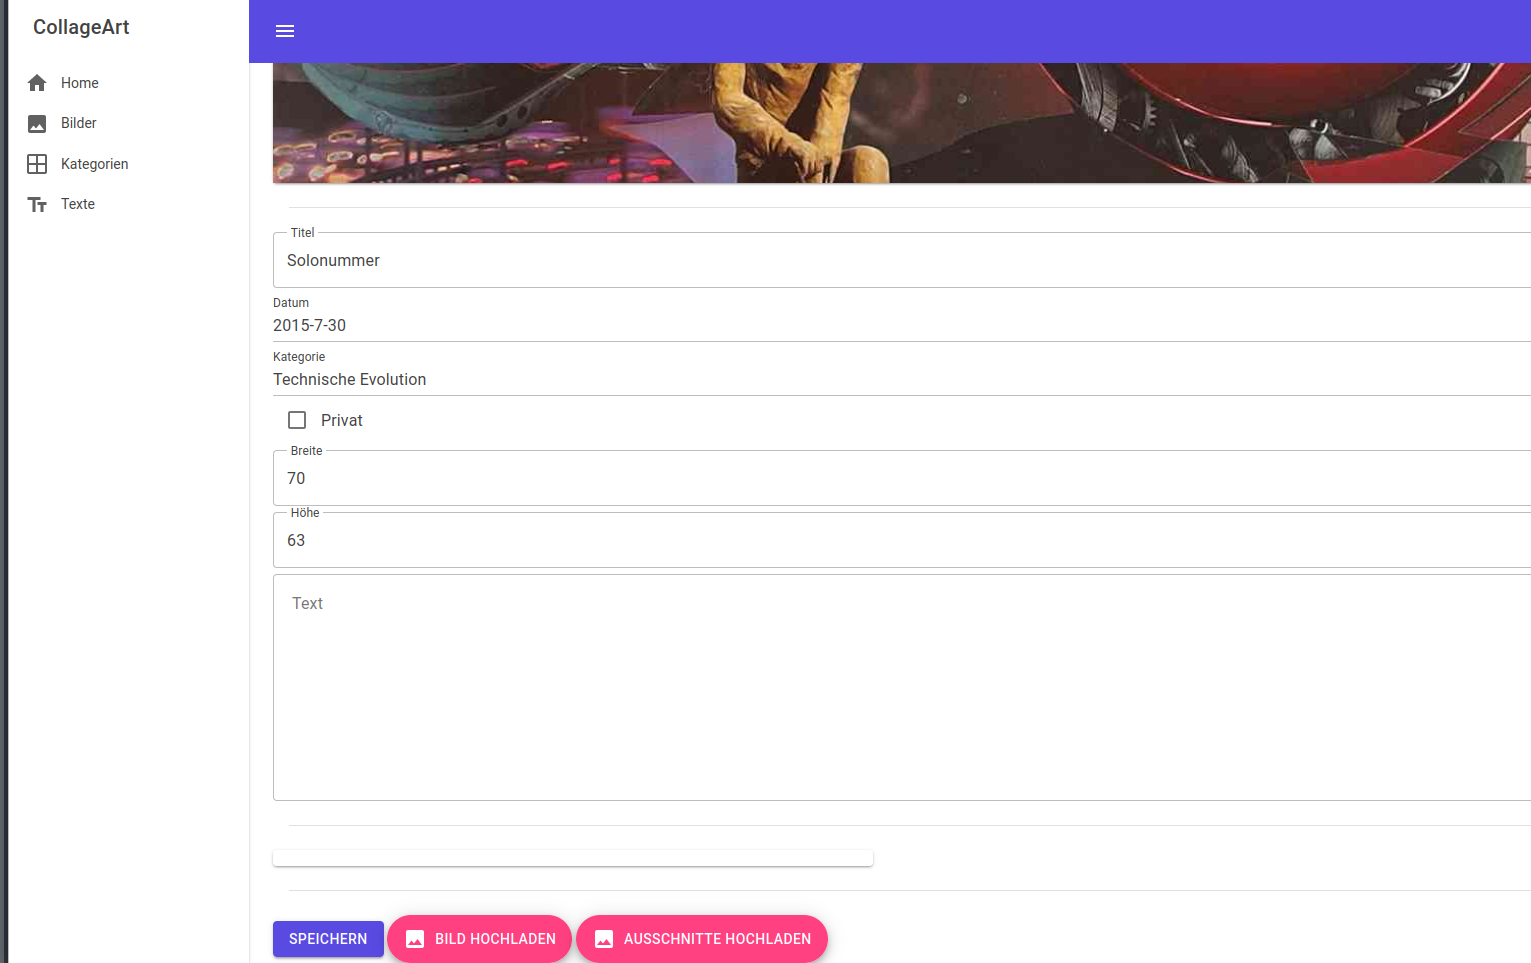 CollageArt
Home
Bilder
Kategorien
Texte
Titel
Solonummer
Datum
2015-7-30
Kategorie
Technische Evolution
Privat
Breite
70
Höhe
63
Text
SPEICHERN
BILD HOCHLADEN
AUSSCHNITTE HOCHLADEN